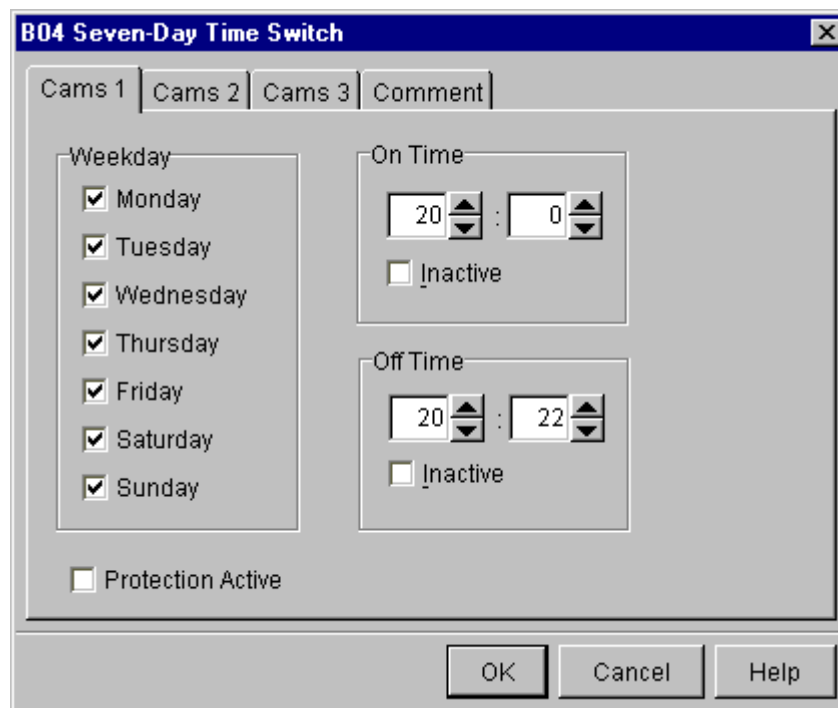 B04 Seven-Day Time Switch
Cams 1 Cams 2 Cams 3 Comment
Weekday
Monday
Tuesday
Wednesday
Thursday
Friday
Saturday
Sunday
On Time
20 : 0
Inactive
Off Time
20 : 22
Inactive
Protection Active
OK Cancel Help